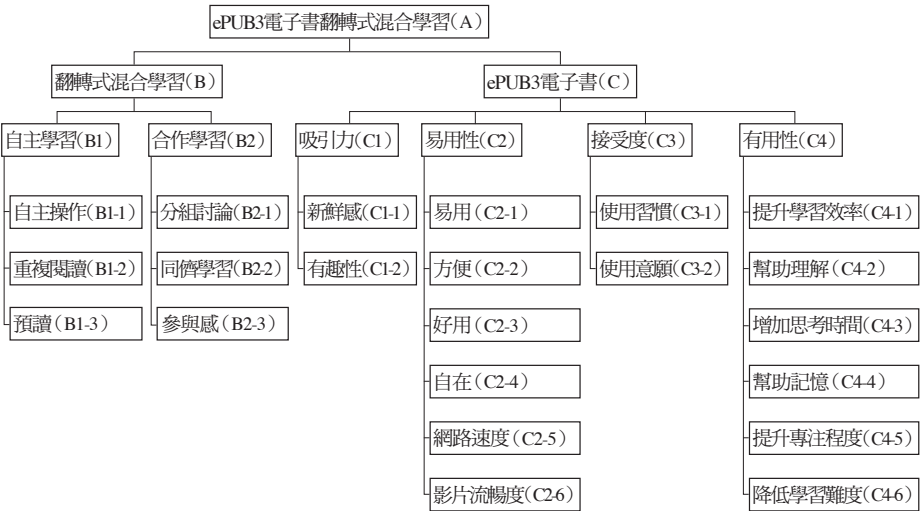 ePUB3電子書翻轉式混合學習(A)
翻轉式混合學習(B)
ePUB3電子書(C)
自主學習(B1)
合作學習(B2)
吸引力(C1)
易用性(C2)
接受度(C3)
有用性(C4)
自主操作(B1-1)
分組討論(B2-1)
新鮮感(C1-1)
易用(C2-1)
使用習慣(C3-1)
提升學習效率(C4-1)
重複閱讀(B1-2)
同儕學習(B2-2)
有趣性(C1-2)
方便(C2-2)
使用意願(C3-2)
幫助理解(C4-2)
預讀(B1-3)
參與感(B2-3)
好用(C2-3)
增加思考時間(C4-3)
自在(C2-4)
幫助記憶(C4-4)
網路速度(C2-5)
提升專注程度(C4-5)
影片流暢度(C2-6)
降低學習難度(C4-6)